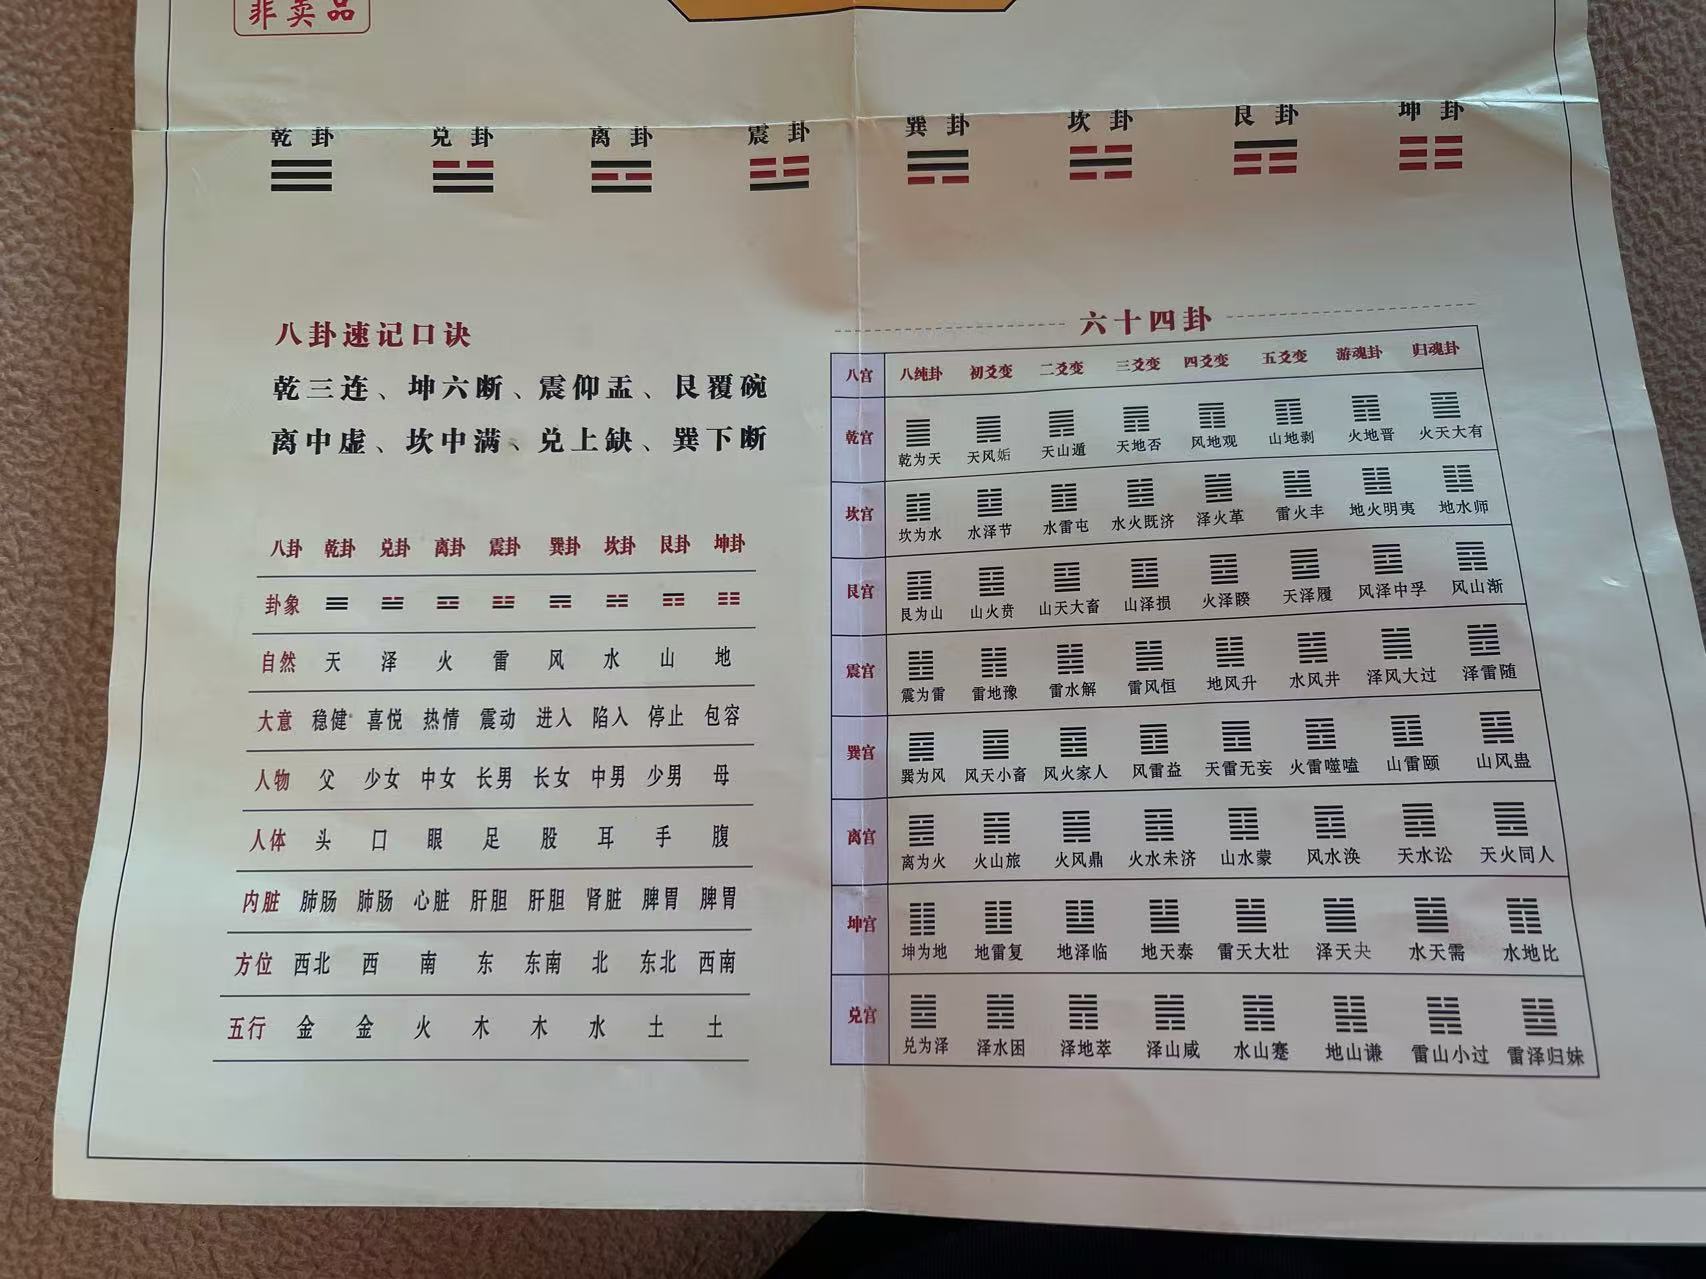 非卖品
乾卦 兑卦 离卦 震卦 巽卦 坎卦 艮卦 坤卦
八卦速记口诀
乾三连、坤六断、震仰盂、艮覆碗
离中虚、坎中满、兑上缺、巽下断
八卦 乾卦 兑卦 离卦 震卦 巽卦 坎卦 艮卦 坤卦
卦象
自然 天 泽 火 雷 风 水 山 地
大意 稳健 喜悦 热情 震动 进入 陷入 停止 包容
人物 父 少女 中女 长男 长女 中男 少男 母
人体 头 口 眼 足 股 耳 手 腹
内脏 肺肠 肺肠 心脏 肝胆 肝胆 肾脏 脾胃 脾胃
方位 西北 西 南 东 东南 北 东北 西南
五行 金 金 火 木 木 水 土 土
六十四卦
八宫 八纯卦 初爻变 二爻变 三爻变 四爻变 五爻变 游魂卦 归魂卦
乾宫 乾为天 天风姤 天山遁 天地否 风地观 山地剥 火地晋 火天大有
坎宫 坎为水 水泽节 水雷屯 水火既济 泽火革 雷火丰 地火明夷 地水师
艮宫 艮为山 山火贲 山天大畜 山泽损 火泽睽 天泽履 风泽中孚 风山渐
震宫 震为雷 雷地豫 雷水解 雷风恒 地风升 水风井 泽风大过 泽雷随
巽宫 巽为风 风天小畜 风火家人 风雷益 天雷无妄 火雷噬嗑 山雷颐 山风蛊
离宫 离为火 火山旅 火风鼎 火水未济 山水蒙 风水涣 天水讼 天火同人
坤宫 坤为地 地雷复 地泽临 地天泰 雷天大壮 泽天夬 水天需 水地比
兑宫 兑为泽 泽水困 泽地萃 泽山咸 水山蹇 地山谦 雷山小过 雷泽归妹